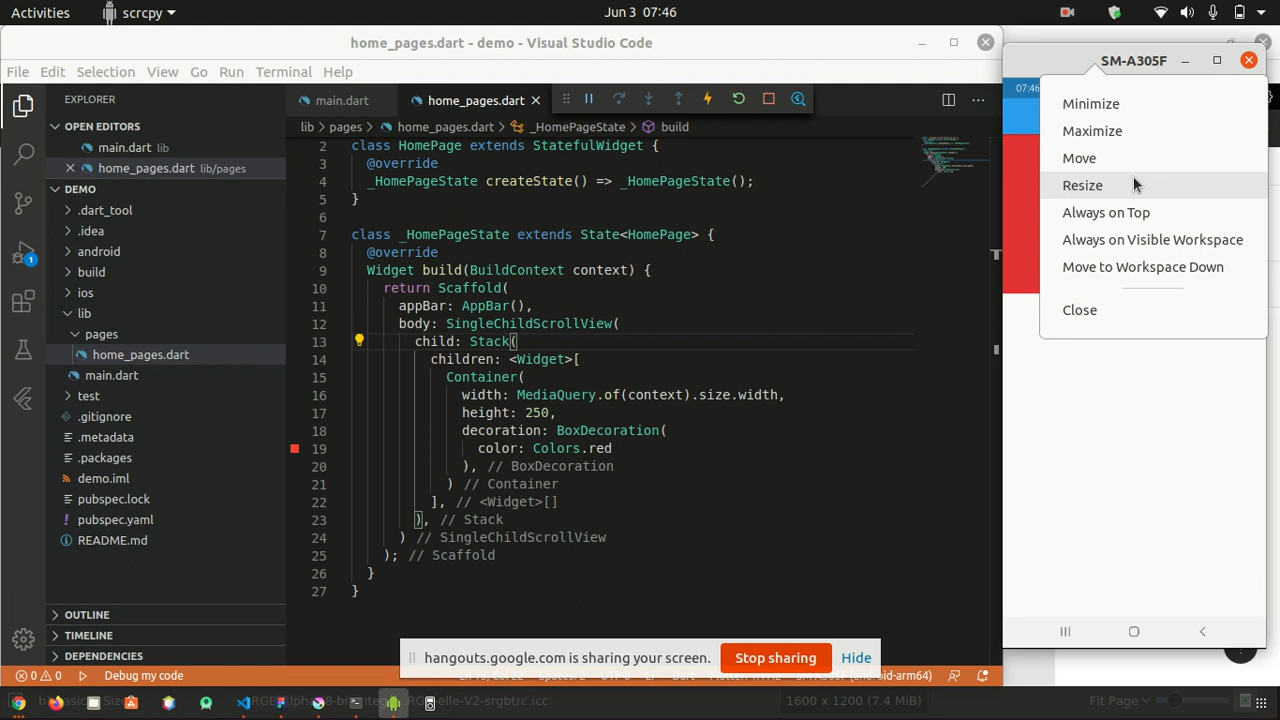 Activities
scrcpy
Jun 3 07:46
home_pages.dart - demo - Visual Studio Code
File Edit Selection View Go Run Terminal Help
EXPLORER
OPEN EDITORS
main.dart lib
home_pages.dart lib/pages
DEMO
.dart_tool
.idea
android
build
ios
lib
pages
home_pages.dart
main.dart
test
.gitignore
.metadata
.packages
demo.iml
pubspec.lock
pubspec.yaml
README.md
OUTLINE
TIMELINE
DEPENDENCIES
1
main.dart
home_pages.dart
lib > pages > home_pages.dart > _HomePageState > build
2 class HomePage extends StatefulWidget {
3 @override
4 _HomePageState createState() => _HomePageState();
5 }
6
7 class _HomePageState extends State<HomePage> {
8 @override
9 Widget build(BuildContext context) {
10 return Scaffold(
11 appBar: AppBar(),
12 body: SingleChildScrollView(
13 child: Stack(
14 children: <Widget>[
15 Container(
16 width: MediaQuery.of(context).size.width,
17 height: 250,
18 decoration: BoxDecoration(
19 color: Colors.red
20 ), // BoxDecoration
21 ) // Container
22 ], // <Widget>[]
23 ), // Stack
24 ) // SingleChildScrollView
25 ); // Scaffold
26 }
27 }
SM-A305F
07:46
Minimize
Maximize
Move
Resize
Always on Top
Always on Visible Workspace
Move to Workspace Down
Close
hangouts.google.com is sharing your screen.
Stop sharing
Hide
0 0
Debug my code
(android-arm64)
1600 x 1200 (7.4 MiB)
Fit Page